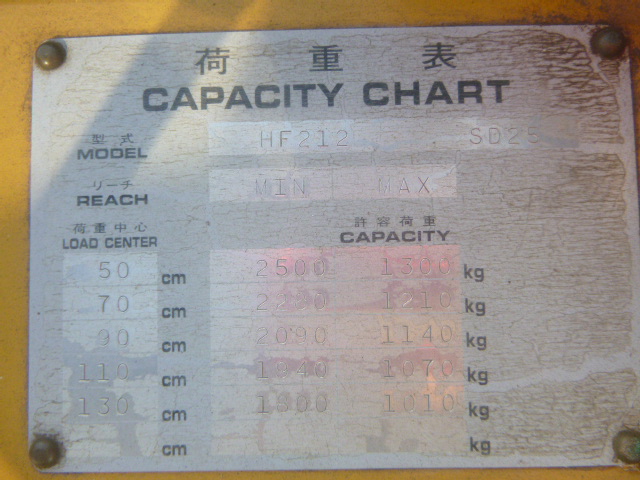 荷重表
CAPACITY CHART
型式
MODEL HF212 SD25
リーチ
REACH MIN MAX
荷重中心 許容荷重
LOAD CENTER CAPACITY
50 cm 2500 1300 kg
70 cm 1210 kg
90 cm 2090 1140 kg
110 cm 1940 1070 kg
130 cm 1800 1010 kg
cm kg